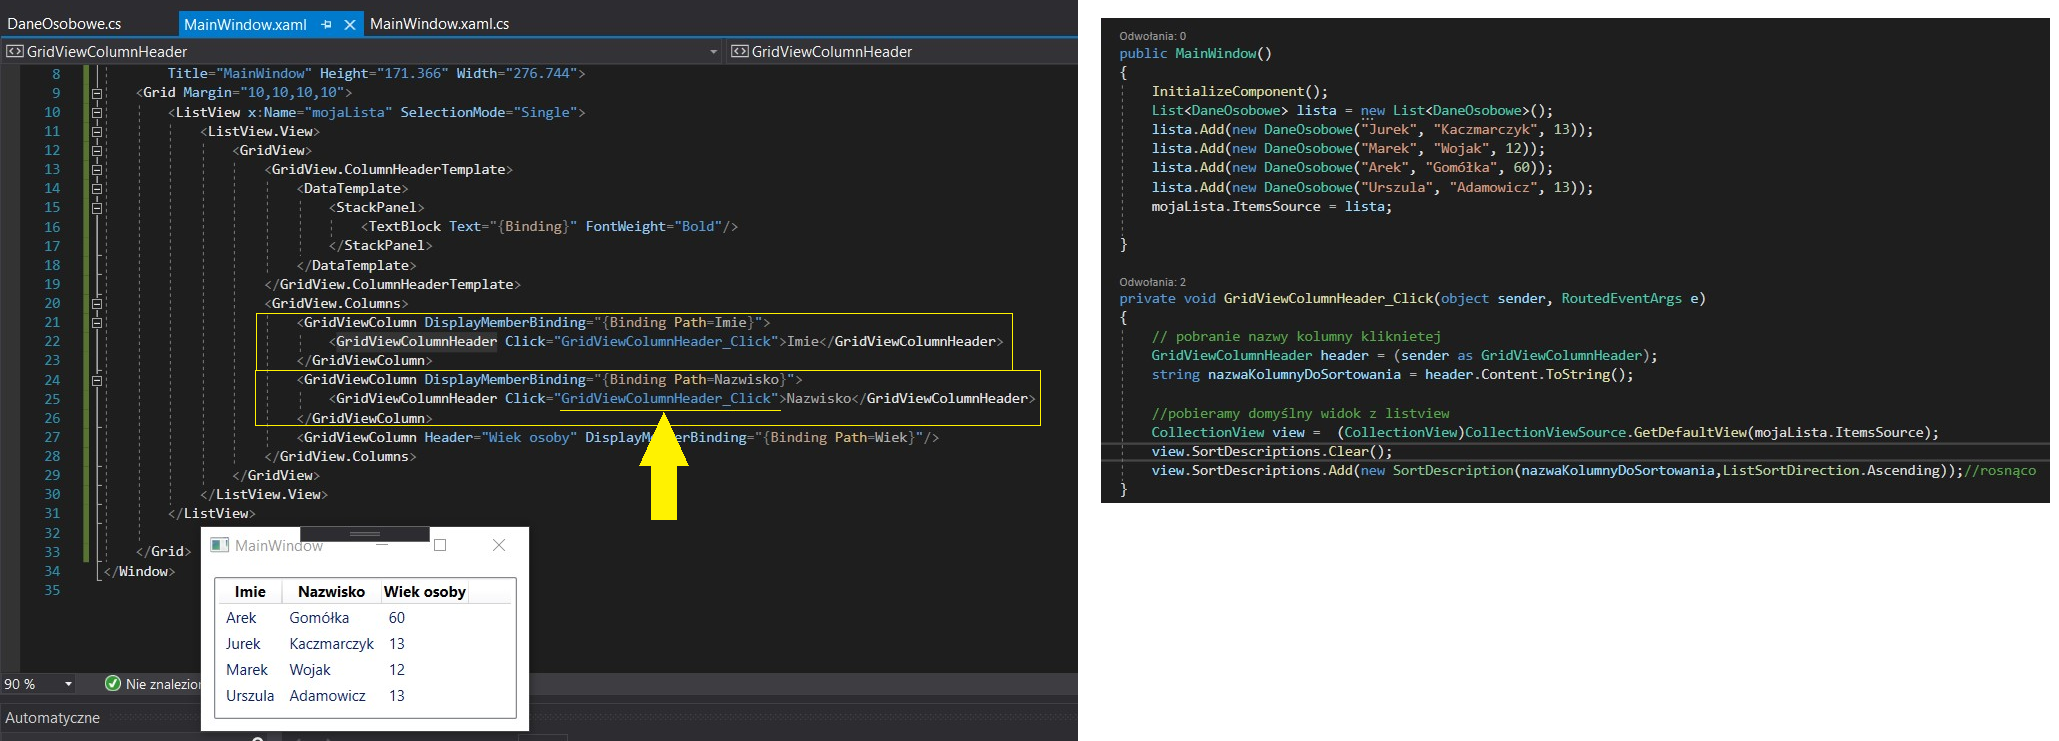 DaneOsobowe.cs MainWindow.xaml MainWindow.xaml.cs
GridViewColumnHeader GridViewColumnHeader
8 Title="MainWindow" Height="171.366" Width="276.744">
9 <Grid Margin="10,10,10,10">
10 <ListView x:Name="mojaLista" SelectionMode="Single">
11 <ListView.View>
12 <GridView>
13 <GridView.ColumnHeaderTemplate>
14 <DataTemplate>
15 <StackPanel>
16 <TextBlock Text="{Binding}" FontWeight="Bold"/>
17 </StackPanel>
18 </DataTemplate>
19 </GridView.ColumnHeaderTemplate>
20 <GridView.Columns>
21 <GridViewColumn DisplayMemberBinding="{Binding Path=Imie}">
22 <GridViewColumnHeader Click="GridViewColumnHeader_Click">Imie</GridViewColumnHeader>
23 </GridViewColumn>
24 <GridViewColumn DisplayMemberBinding="{Binding Path=Nazwisko}">
25 <GridViewColumnHeader Click="GridViewColumnHeader_Click">Nazwisko</GridViewColumnHeader>
26 </GridViewColumn>
27 <GridViewColumn Header="Wiek osoby" DisplayMemberBinding="{Binding Path=Wiek}"/>
28 </GridView.Columns>
29 </GridView>
30 </ListView.View>
31 </ListView>
32
33 </Grid>
34 </Window>
35
MainWindow
Imie Nazwisko Wiek osoby
Arek Gomółka 60
Jurek Kaczmarczyk 13
Marek Wojak 12
Urszula Adamowicz 13
90 % Nie znalezion
Automatyczne
Odwołania: 0
public MainWindow()
{
InitializeComponent();
List<DaneOsobowe> lista = new List<DaneOsobowe>();
lista.Add(new DaneOsobowe("Jurek", "Kaczmarczyk", 13));
lista.Add(new DaneOsobowe("Marek", "Wojak", 12));
lista.Add(new DaneOsobowe("Arek", "Gomółka", 60));
lista.Add(new DaneOsobowe("Urszula", "Adamowicz", 13));
mojaLista.ItemsSource = lista;
}
Odwołania: 2
private void GridViewColumnHeader_Click(object sender, RoutedEventArgs e)
{
// pobranie nazwy kolumny kliknietej
GridViewColumnHeader header = (sender as GridViewColumnHeader);
string nazwaKolumnyDoSortowania = header.Content.ToString();
//pobieramy domyślny widok z listview
CollectionView view = (CollectionView)CollectionViewSource.GetDefaultView(mojaLista.ItemsSource);
view.SortDescriptions.Clear();
view.SortDescriptions.Add(new SortDescription(nazwaKolumnyDoSortowania,ListSortDirection.Ascending));//rosnąco
}